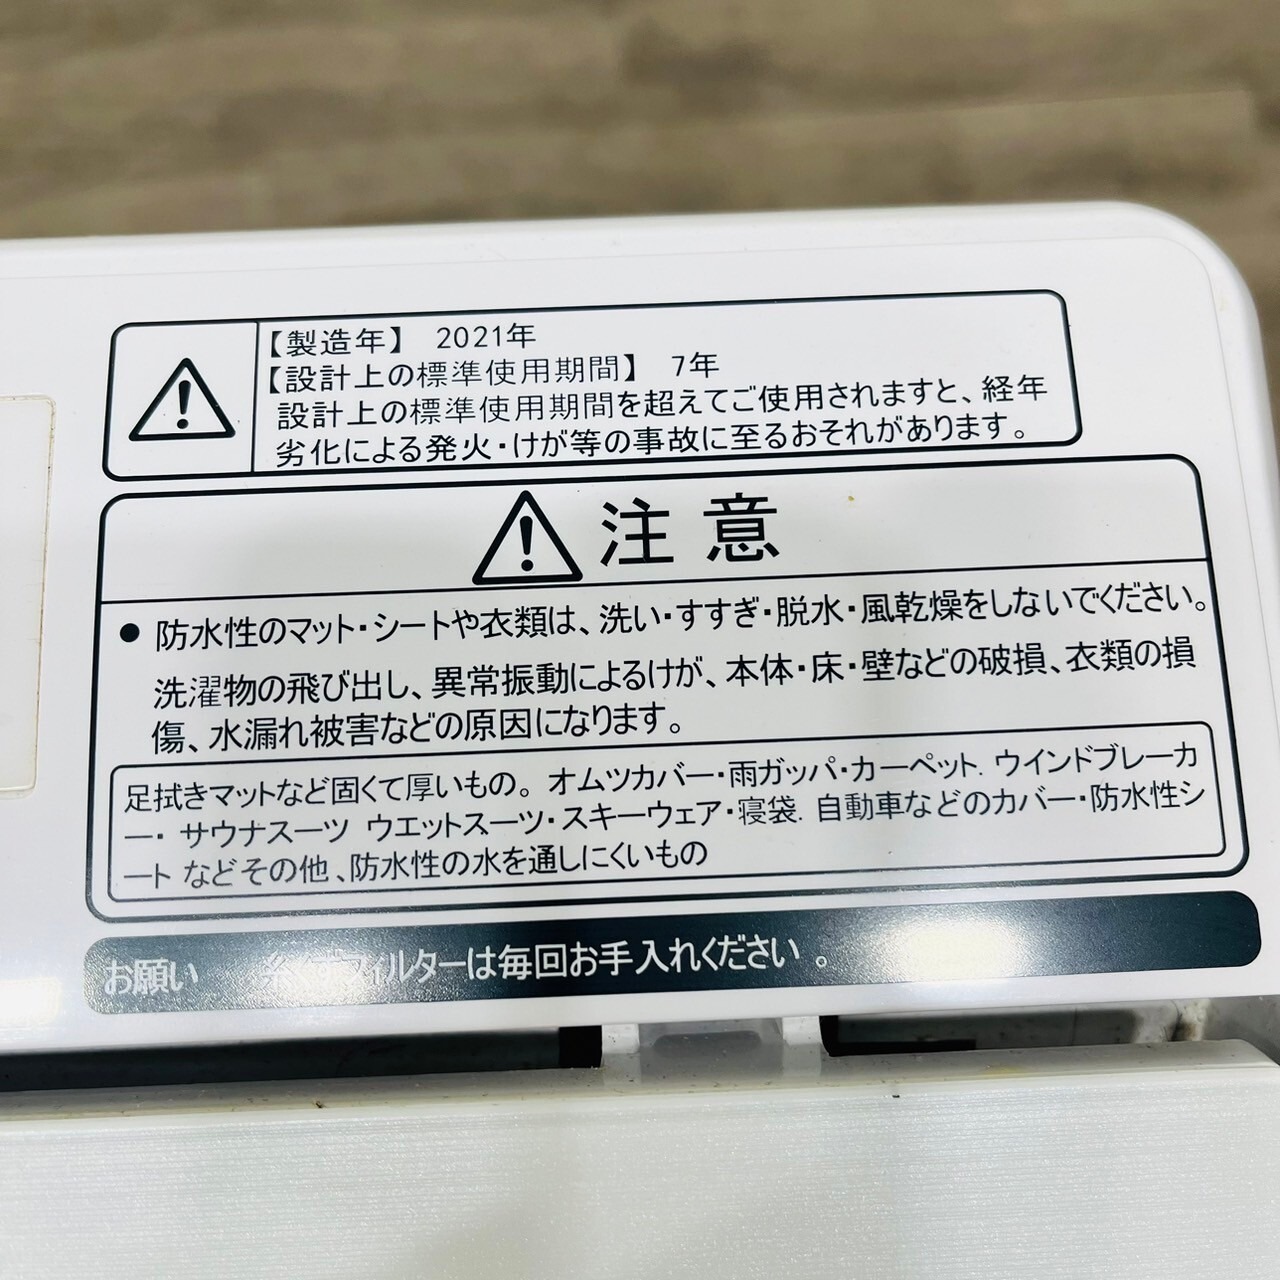 【製造年】 2021年
【設計上の標準使用期間】 7年
設計上の標準使用期間を超えてご使用されますと、経年
劣化による発火・けが等の事故に至るおそれがあります。
注意
● 防水性のマット・シートや衣類は、洗い・すすぎ・脱水・風乾燥をしないでください。
洗濯物の飛び出し、異常振動によるけが、本体・床・壁などの破損、衣類の損
傷、水漏れ被害などの原因になります。
足拭きマットなど固くて厚いもの。オムツカバー・雨ガッパ・カーペット. ウインドブレーカ
ー・ サウナスーツ ウエットスーツ・スキーウェア・寝袋. 自動車などのカバー・防水性シ
ート などその他、防水性の水を通しにくいもの
お願い 糸くずフィルターは毎回お手入れください。